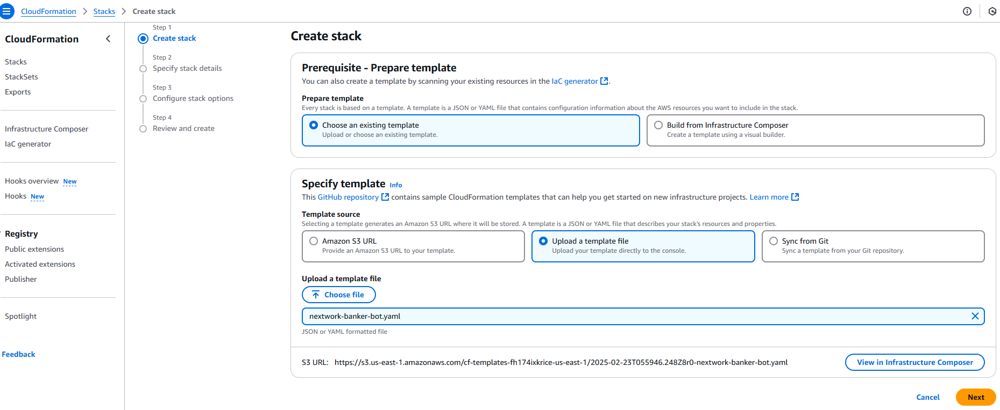 CloudFormation > Stacks > Create stack
CloudFormation
Stacks
StackSets
Exports
Infrastructure Composer
IaC generator
Hooks overview New
Hooks New
Registry
Public extensions
Activated extensions
Publisher
Spotlight
Feedback
Step 1
Create stack
Step 2
Specify stack details
Step 3
Configure stack options
Step 4
Review and create
Create stack
Prerequisite - Prepare template
You can also create a template by scanning your existing resources in the IaC generator.
Prepare template
Every stack is based on a template. A template is a JSON or YAML file that contains configuration information about the AWS resources you want to include in the stack.
Choose an existing template
Upload or choose an existing template.
Build from Infrastructure Composer
Create a template using a visual builder.
Specify template Info
This GitHub repository contains sample CloudFormation templates that can help you get started on new infrastructure projects. Learn more
Template source
Selecting a template generates an Amazon S3 URL where it will be stored. A template is a JSON or YAML file that describes your stack's resources and properties.
Amazon S3 URL
Provide an Amazon S3 URL to your template.
Upload a template file
Upload your template directly to the console.
Sync from Git
Sync a template from your Git repository.
Upload a template file
Choose file
nextwork-banker-bot.yaml
JSON or YAML formatted file
S3 URL: https://s3.us-east-1.amazonaws.com/cf-templates-fh174ixkrice-us-east-1/2025-02-23T055946.248Z8r0-nextwork-banker-bot.yaml
View in Infrastructure Composer
Cancel
Next